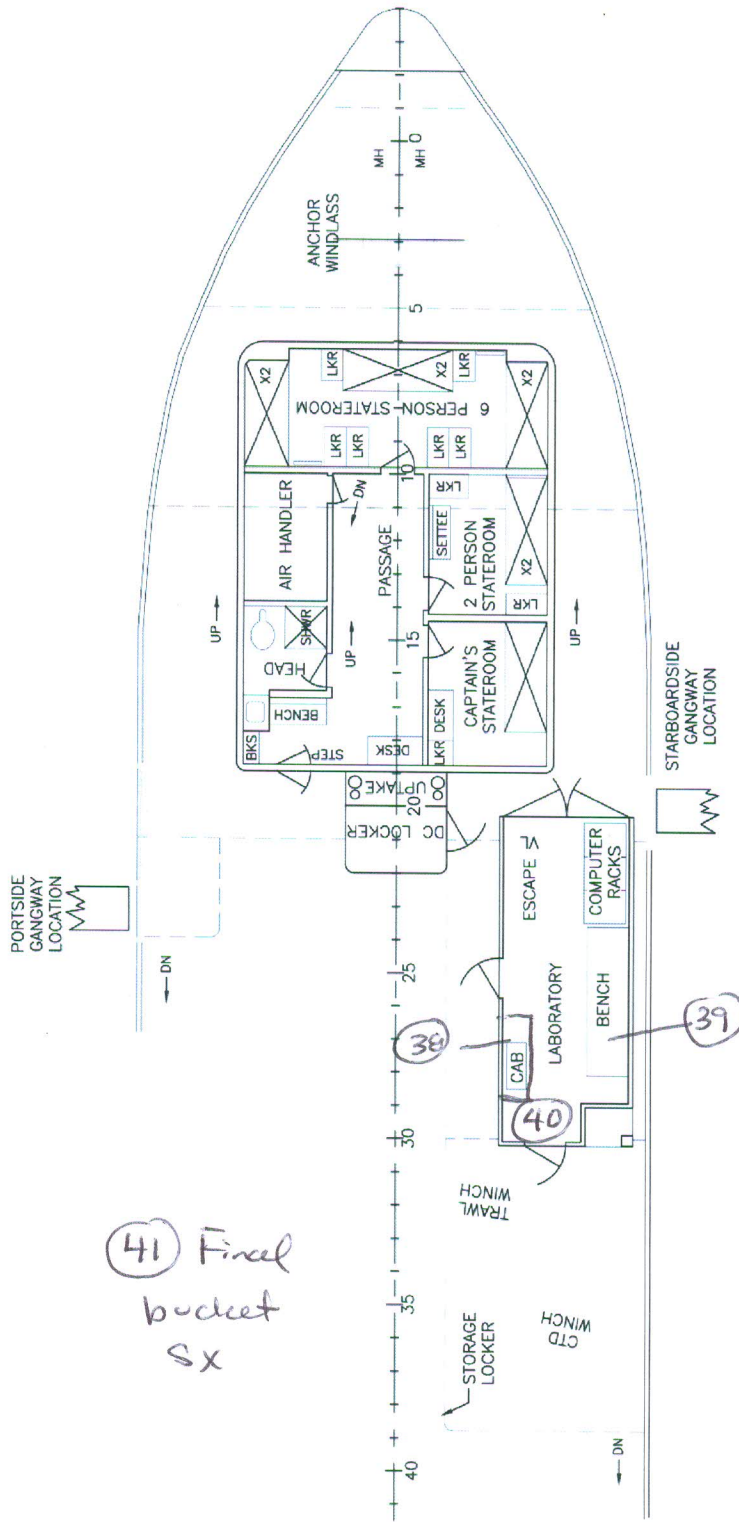 0
MH
MH
ANCHOR
WINDLASS
5
X2
LKR
X2
LKR
X2
6 PERSON STATEROOM
LKR
LKR
LKR
LKR
10
DN
AIR HANDLER
PASSAGE
LKR
SETTEE
2 PERSON
STATEROOM
X2
LKR
UP
UP
UP
SHWR
HEAD
15
BENCH
BKS
STEP
DESK
CAPTAIN'S
STATEROOM
DESK
LKR
UPTAKE
20
DC LOCKER
STARBOARDSIDE
GANGWAY
LOCATION
PORTSIDE
GANGWAY
LOCATION
DN
ESCAPE
VL
COMPUTER
RACKS
25
LABORATORY
BENCH
CAB
38
39
40
30
TRAWL
WINCH
41 Final
bucket
SX
35
CTD
WINCH
STORAGE
LOCKER
DN
40